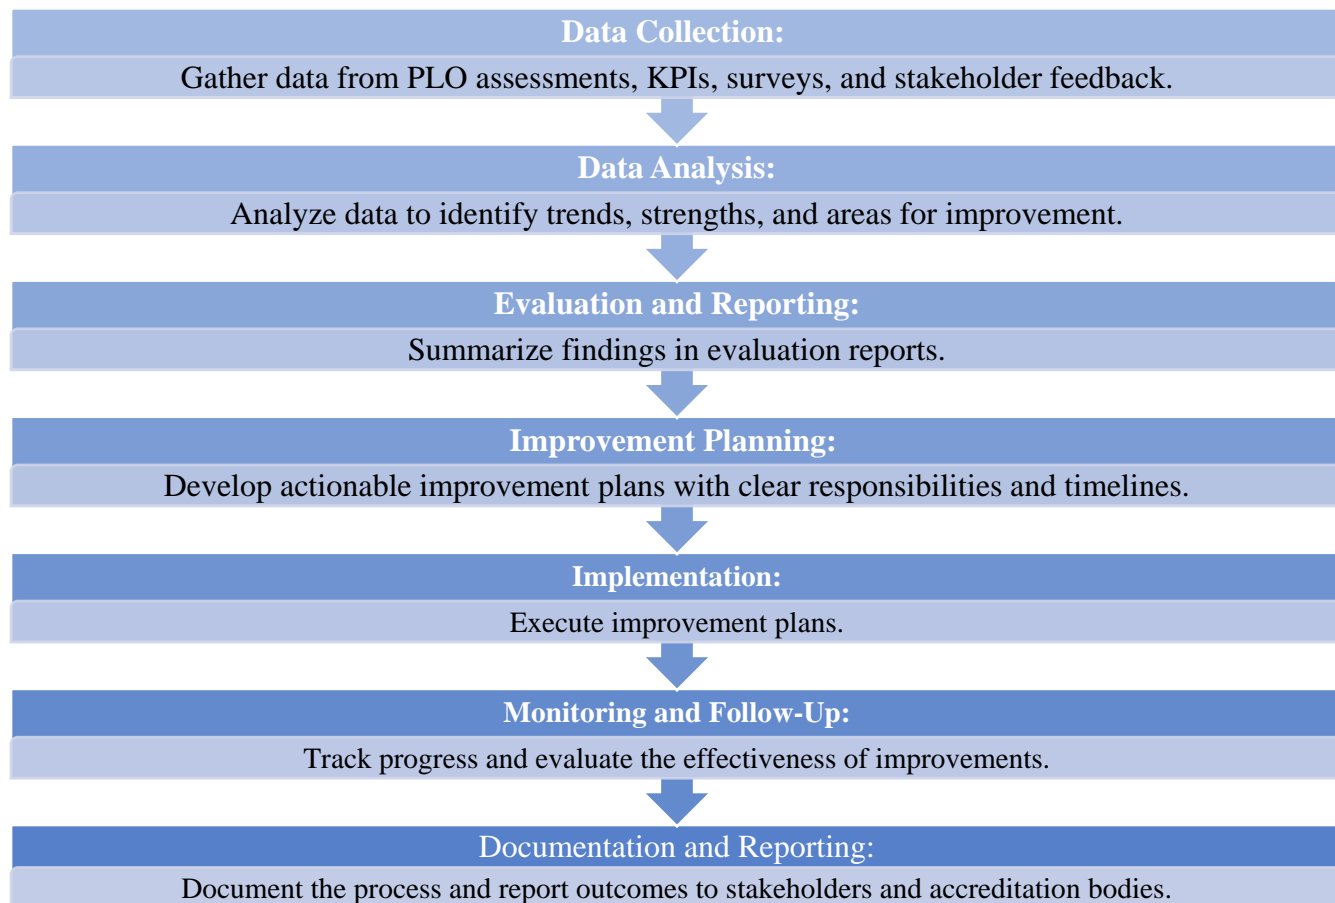 Data Collection:
Gather data from PLO assessments, KPIs, surveys, and stakeholder feedback.
Data Analysis:
Analyze data to identify trends, strengths, and areas for improvement.
Evaluation and Reporting:
Summarize findings in evaluation reports.
Improvement Planning:
Develop actionable improvement plans with clear responsibilities and timelines.
Implementation:
Execute improvement plans.
Monitoring and Follow-Up:
Track progress and evaluate the effectiveness of improvements.
Documentation and Reporting:
Document the process and report outcomes to stakeholders and accreditation bodies.